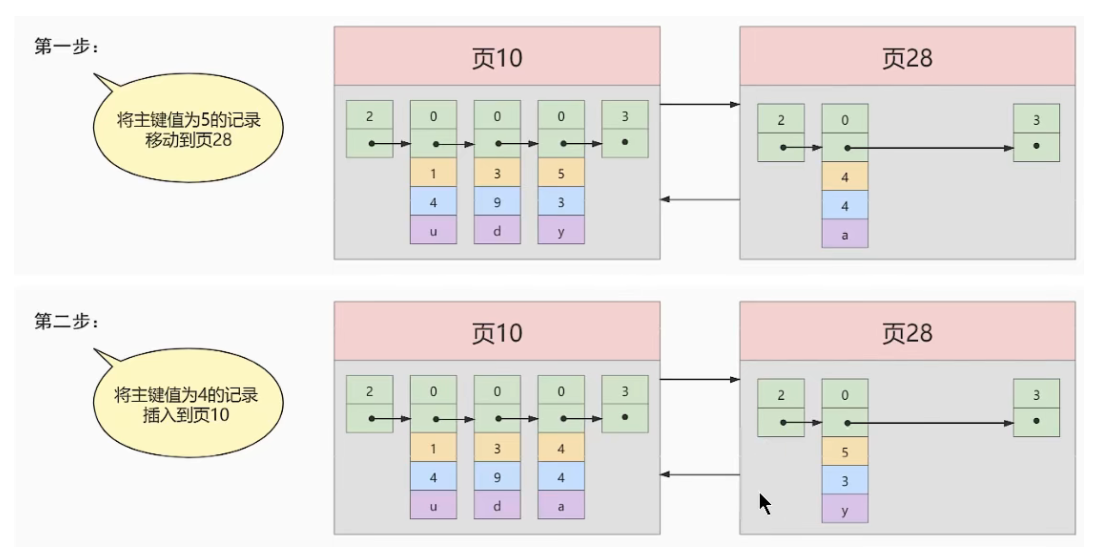 第一步：
将主键值为5的记录
移动到页28
页10
页28
2 0 0 0 3
1 3 5
4 9 3
u d y
2 0 3
4
4
a
第二步：
将主键值为4的记录
插入到页10
页10
页28
2 0 0 0 3
1 3 4
4 9 4
u d a
2 0 3
5
3
y